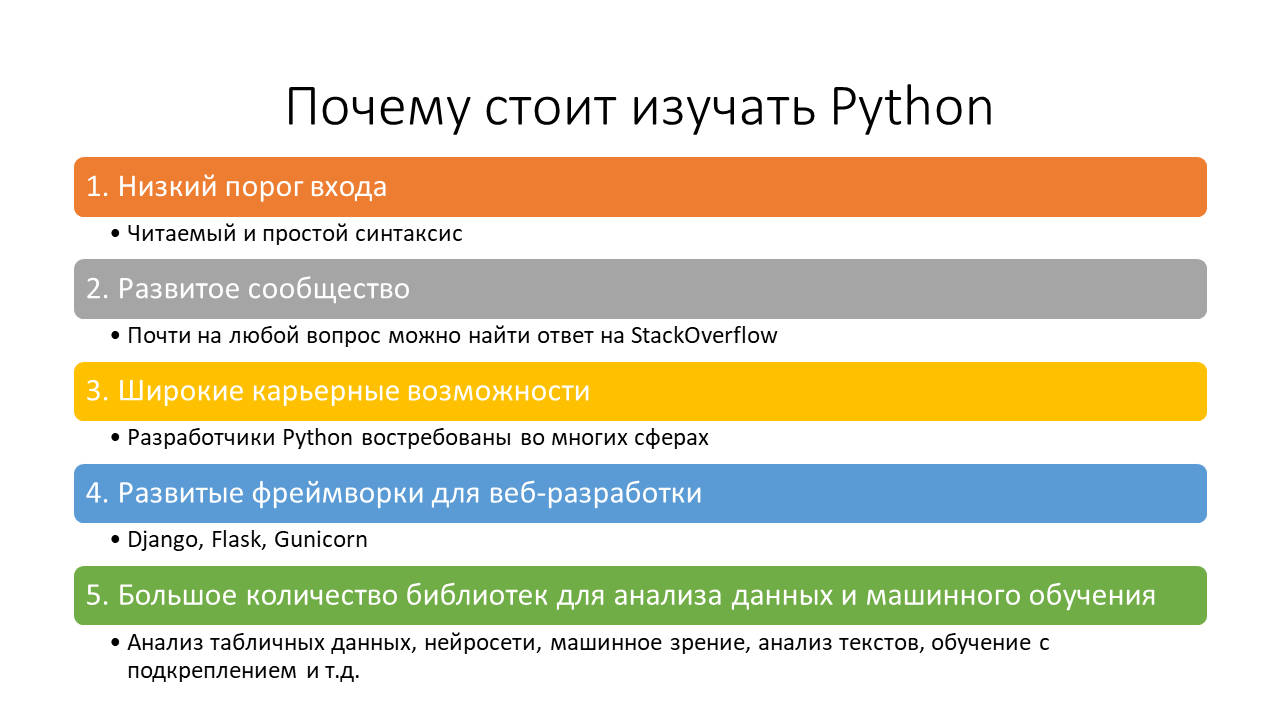 Почему стоит изучать Python
1. Низкий порог входа
• Читаемый и простой синтаксис
2. Развитое сообщество
• Почти на любой вопрос можно найти ответ на StackOverflow
3. Широкие карьерные возможности
• Разработчики Python востребованы во многих сферах
4. Развитые фреймворки для веб-разработки
• Django, Flask, Gunicorn
5. Большое количество библиотек для анализа данных и машинного обучения
• Анализ табличных данных, нейросети, машинное зрение, анализ текстов, обучение с
подкреплением и т.д.